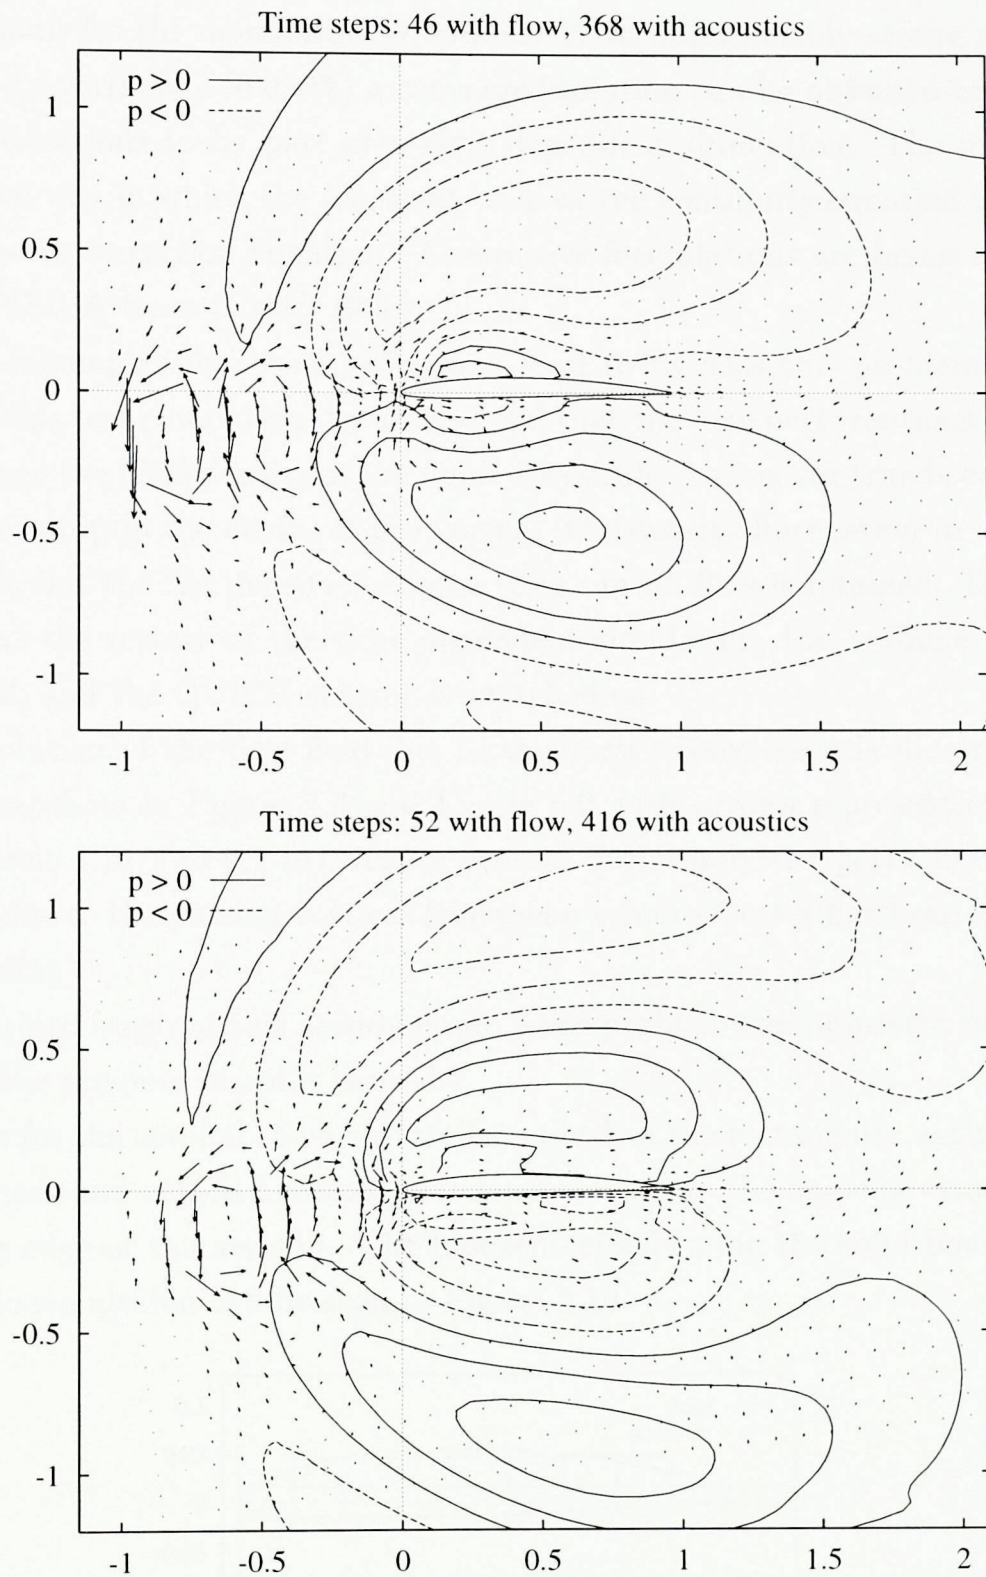 Time steps: 46 with flow, 368 with acoustics
p > 0
p < 0
1
0.5
0
-0.5
-1
-1 -0.5 0 0.5 1 1.5 2
Time steps: 52 with flow, 416 with acoustics
p > 0
p < 0
1
0.5
0
-0.5
-1
-1 -0.5 0 0.5 1 1.5 2